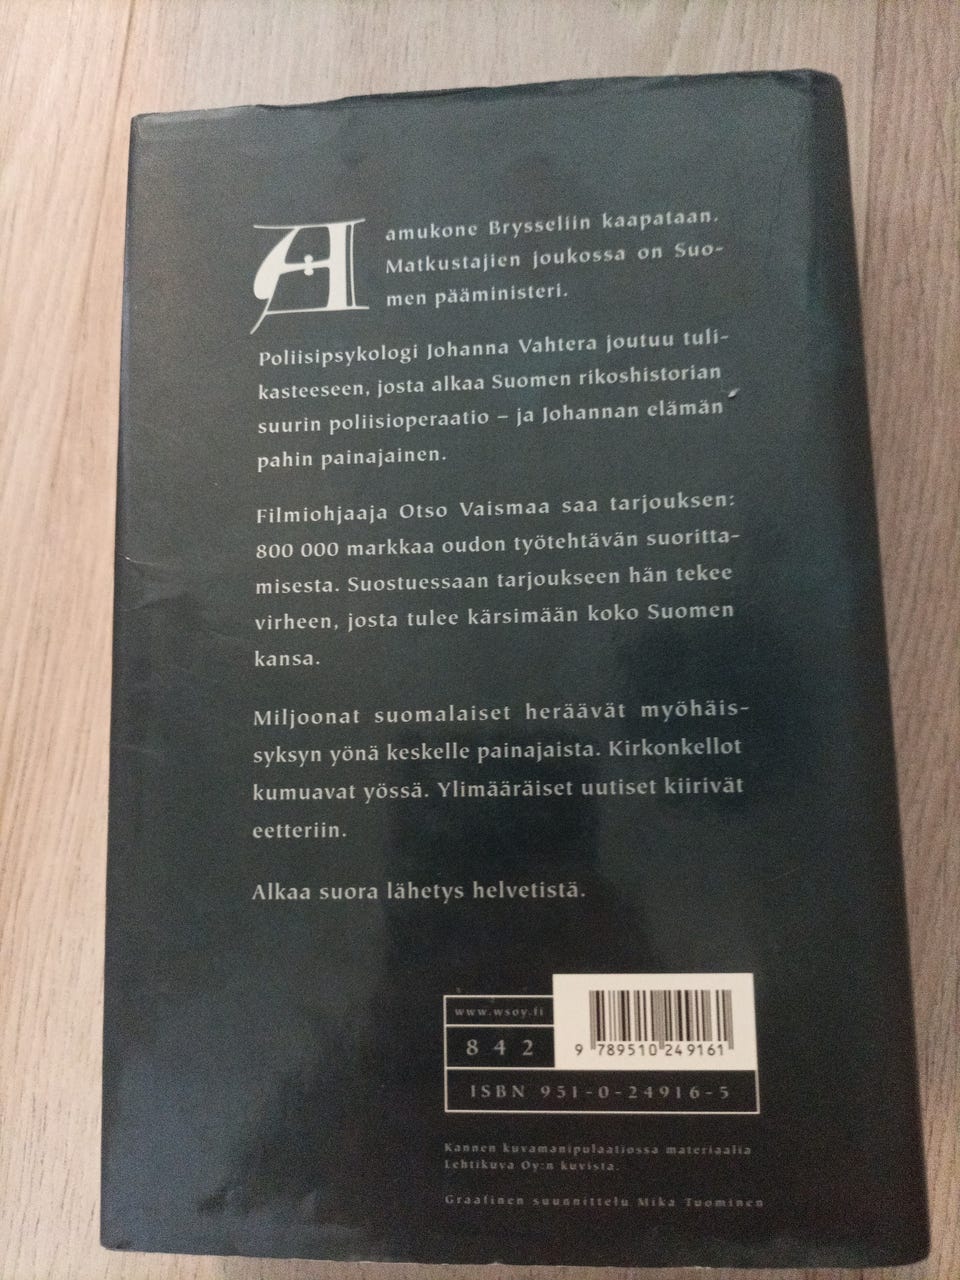 Aamukone Brysseliin kaapataan.
Matkustajien joukossa on Suo-
men pääministeri.
Poliisipsykologi Johanna Vahtera joutuu tuli-
kasteeseen, josta alkaa Suomen rikoshistorian
suurin poliisioperaatio – ja Johannan elämän
pahin painajainen.
Filmiohjaaja Otso Vaismaa saa tarjouksen:
800 000 markkaa oudon työtehtävän suoritta-
misesta. Suostuessaan tarjoukseen hän tekee
virheen, josta tulee kärsimään koko Suomen
kansa.
Miljoonat suomalaiset heräävät myöhäis-
syksyn yönä keskelle painajaista. Kirkonkellot
kumuavat yössä. Ylimääräiset uutiset kiirivät
eetteriin.
Alkaa suora lähetys helvetistä.
www.wsoy.fi
842
9 789510 249161
ISBN 951-0-24916-5
Kannen kuvamanipulaatiossa materiaalia
Lehtikuva Oy:n kuvista.
Graafinen suunnittelu Mika Tuominen